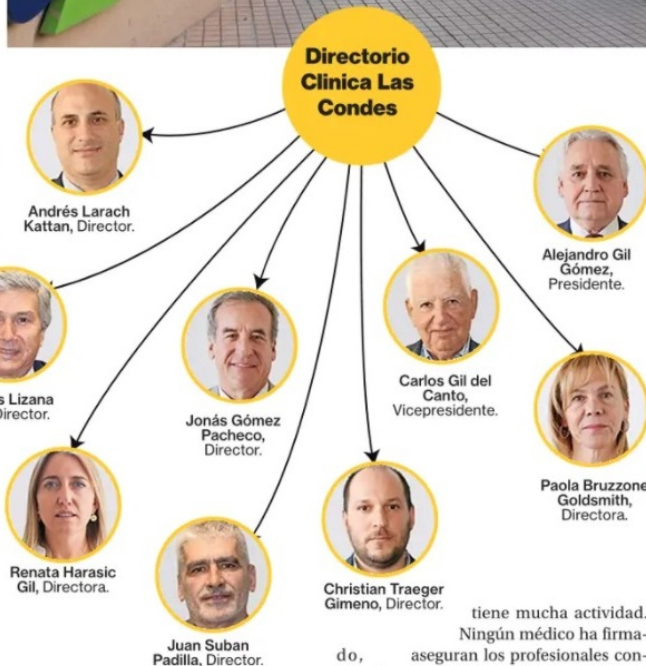 Directorio
Clinica Las
Condes
Andrés Larach
Kattan, Director.
Alejandro Gil
Gómez,
Presidente.
Lizana
Carlos Gil del
Canto,
Vicepresidente.
Jonás Gómez
Pacheco,
Director.
Paola Bruzzone
Goldsmith,
Directora.
Renata Harasic
Gil, Directora.
Christian Traeger
Gimeno, Director.
Juan Suban
Padilla, Director.
tiene mucha actividad.
Ningún médico ha firma-
do, aseguran los profesionales con-